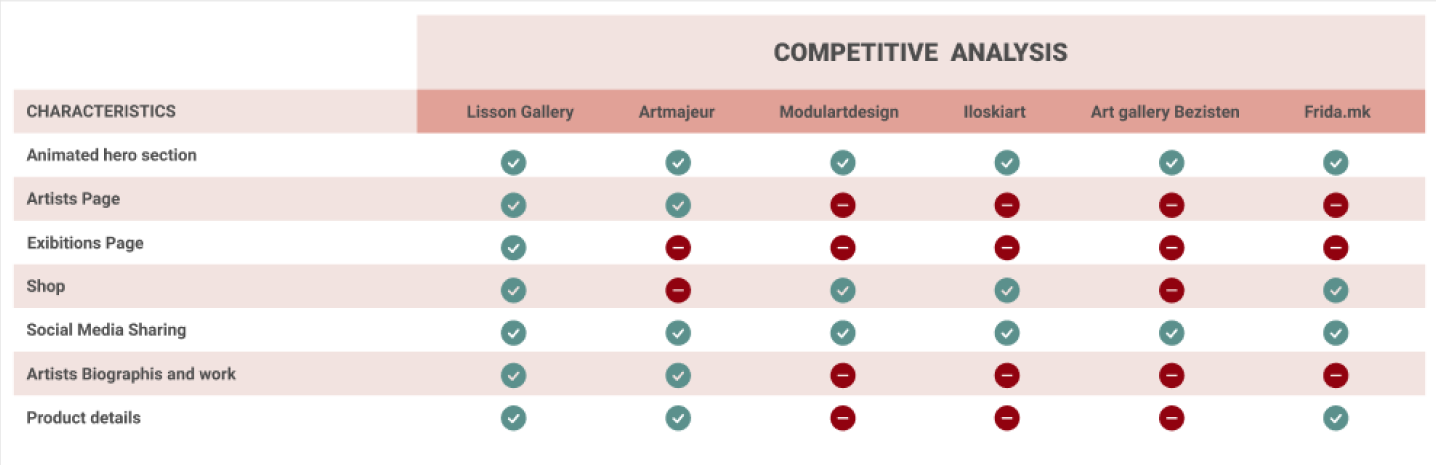 COMPETITIVE ANALYSIS
CHARACTERISTICS Lisson Gallery Artmajeur Modulartdesign Iloskiart Art gallery Bezisten Frida.mk
Animated hero section
Artists Page
Exibitions Page
Shop
Social Media Sharing
Artists Biographis and work
Product details